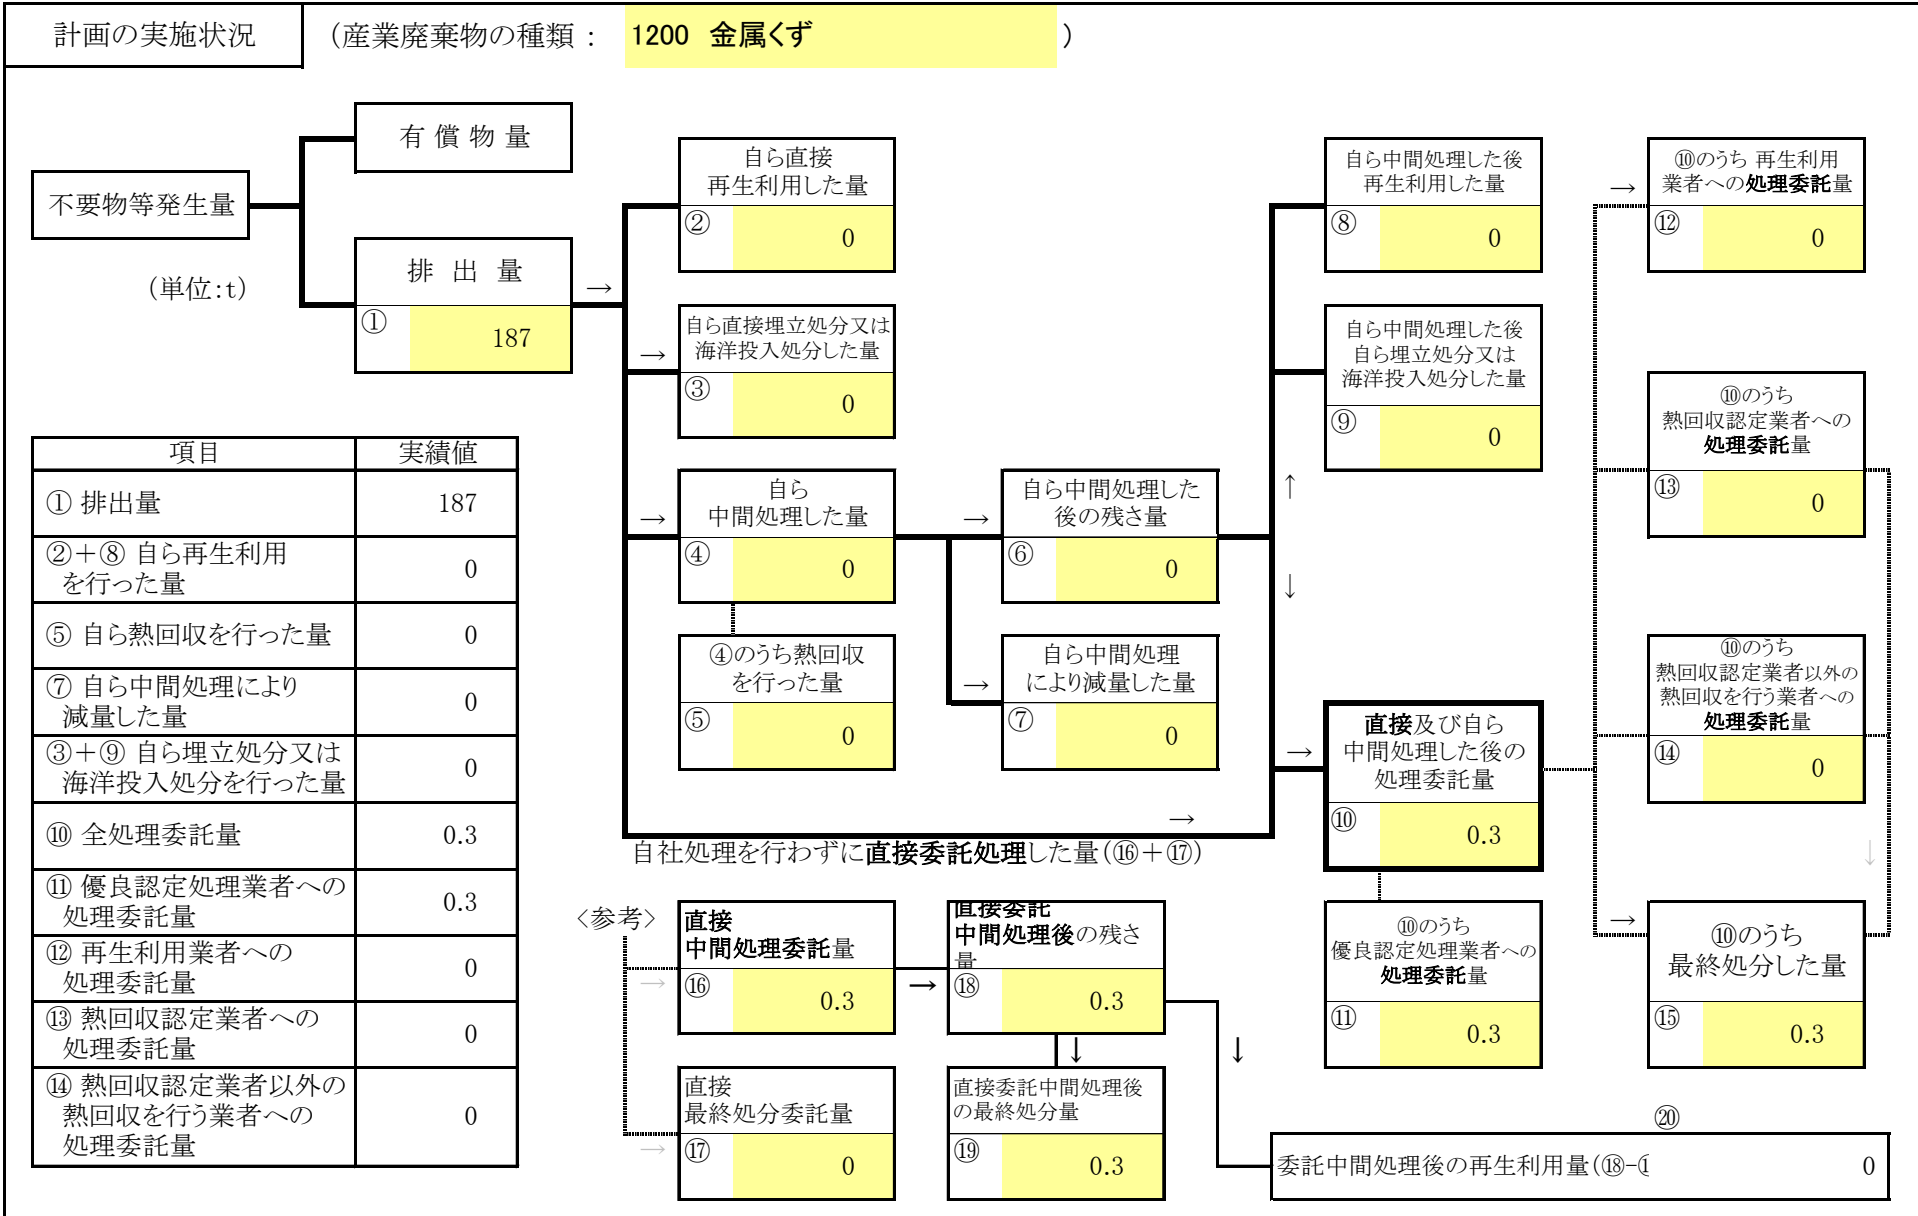 計画の実施状況
（産業廃棄物の種類： 1200 金属くず ）
有 償 物 量
不要物等発生量
（単位:t）
排 出 量
→
① 187
自ら直接
再生利用した量
② 0
自ら直接埋立処分又は
海洋投入処分した量
→
③ 0
自ら
中間処理した量
→
④ 0
④のうち熱回収
を行った量
⑤ 0
自ら中間処理した
後の残さ量
→
⑥ 0
自ら中間処理
により減量した量
→
⑦ 0
自ら中間処理した後
再生利用した量
⑧ 0
自ら中間処理した後
自ら埋立処分又は
海洋投入処分した量
⑨ 0
↑
↓
直接及び自ら
中間処理した後の
処理委託量
→
⑩ 0.3
⑩のうち
優良認定処理業者への
処理委託量
⑪ 0.3
⑩のうち 再生利用
業者への処理委託量
→
⑫ 0
⑩のうち
熱回収認定業者への
処理委託量
⑬ 0
⑩のうち
熱回収認定業者以外の
熱回収を行う業者への
処理委託量
⑭ 0
↓
⑩のうち
最終処分した量
→
⑮ 0.3
→
自社処理を行わずに直接委託処理した量（⑯＋⑰）
〈参考〉
直接
中間処理委託量
→
⑯ 0.3
直接
最終処分委託量
→
⑰ 0
直接委託
中間処理後の残さ
量
→
⑱ 0.3
↓
直接委託中間処理後
の最終処分量
⑲ 0.3
↓
⑳
委託中間処理後の再生利用量(⑱-① 0
項目 実績値
① 排出量 187
②＋⑧ 自ら再生利用
を行った量 0
⑤ 自ら熱回収を行った量 0
⑦ 自ら中間処理により
減量した量 0
③＋⑨ 自ら埋立処分又は
海洋投入処分を行った量 0
⑩ 全処理委託量 0.3
⑪ 優良認定処理業者への
処理委託量 0.3
⑫ 再生利用業者への
処理委託量 0
⑬ 熱回収認定業者への
処理委託量 0
⑭ 熱回収認定業者以外の
熱回収を行う業者への
処理委託量 0